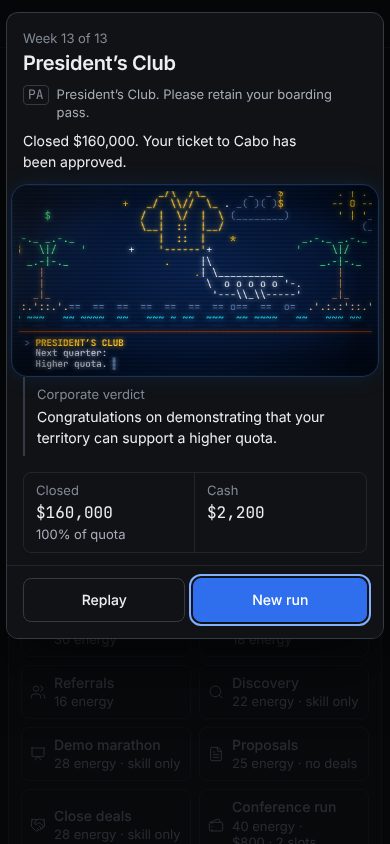 Week 13 of 13
President's Club
PA President's Club. Please retain your boarding
pass.
Closed $160,000. Your ticket to Cabo has
been approved.
> PRESIDENT'S CLUB
Next quarter:
Higher quota.
Corporate verdict
Congratulations on demonstrating that your
territory can support a higher quota.
Closed
$160,000
100% of quota
Cash
$2,200
Replay
New run
30 energy
18 energy
Referrals
16 energy
Discovery
22 energy · skill only
Demo marathon
28 energy · skill only
Proposals
25 energy · no deals
Close deals
28 energy · skill only
Conference run
40 energy ·
$800 · 2 slots